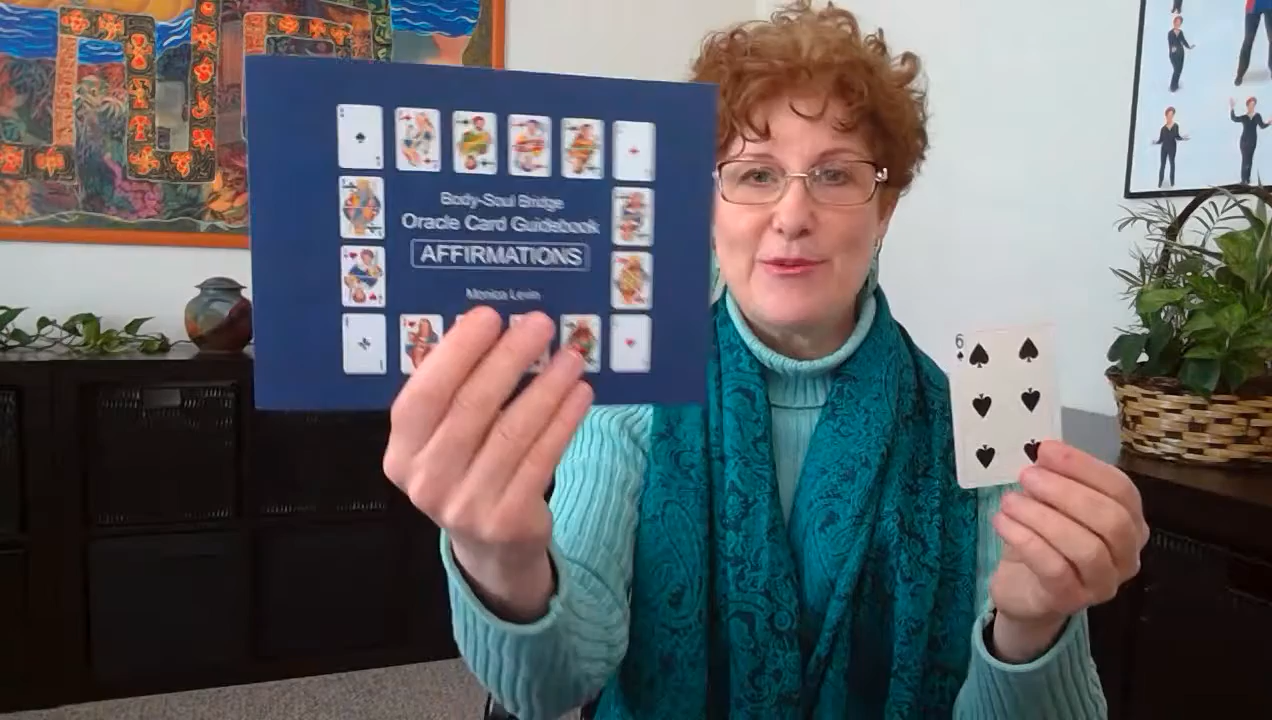 Body-Soul Bridge
Oracle Card Guidebook
AFFIRMATIONS
Monica Levin
6